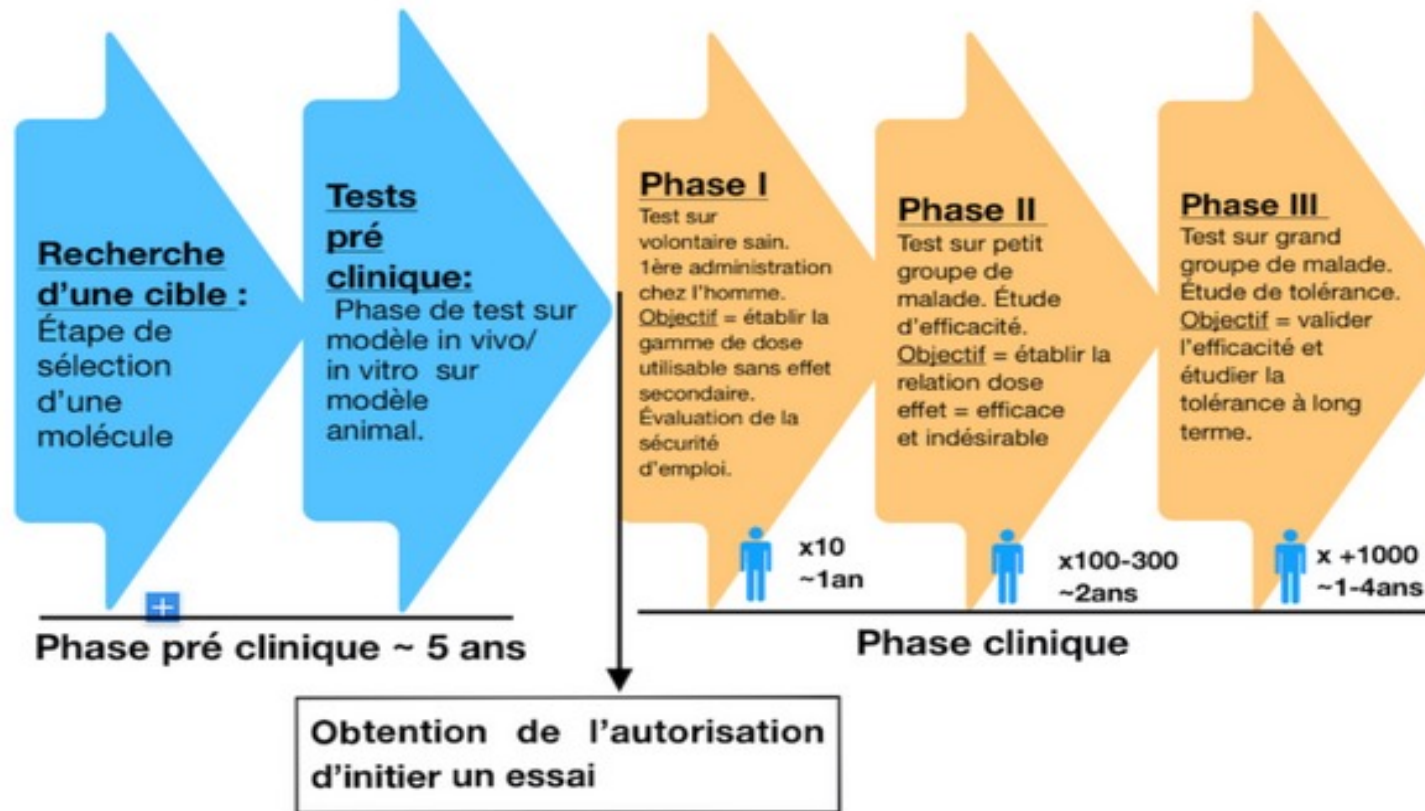 Recherche
d'une cible :
Étape de
sélection
d'une
molécule
Tests
pré
clinique:
Phase de test sur
modèle in vivo/
in vitro sur
modèle
animal.
Phase I
Test sur
volontaire sain.
1ère administration
chez l'homme.
Objectif = établir la
gamme de dose
utilisable sans effet
secondaire.
Évaluation de la
sécurité
d'emploi.
x10
~1an
Phase II
Test sur petit
groupe de
malade. Étude
d'efficacité.
Objectif = établir la
relation dose
effet = efficace
et indésirable
x100-300
~2ans
Phase III
Test sur grand
groupe de malade.
Étude de tolérance.
Objectif = valider
l'efficacité et
étudier la
tolérance à long
terme.
x +1000
~1-4ans
Phase pré clinique ~ 5 ans
Phase clinique
Obtention de l'autorisation
d'initier un essai